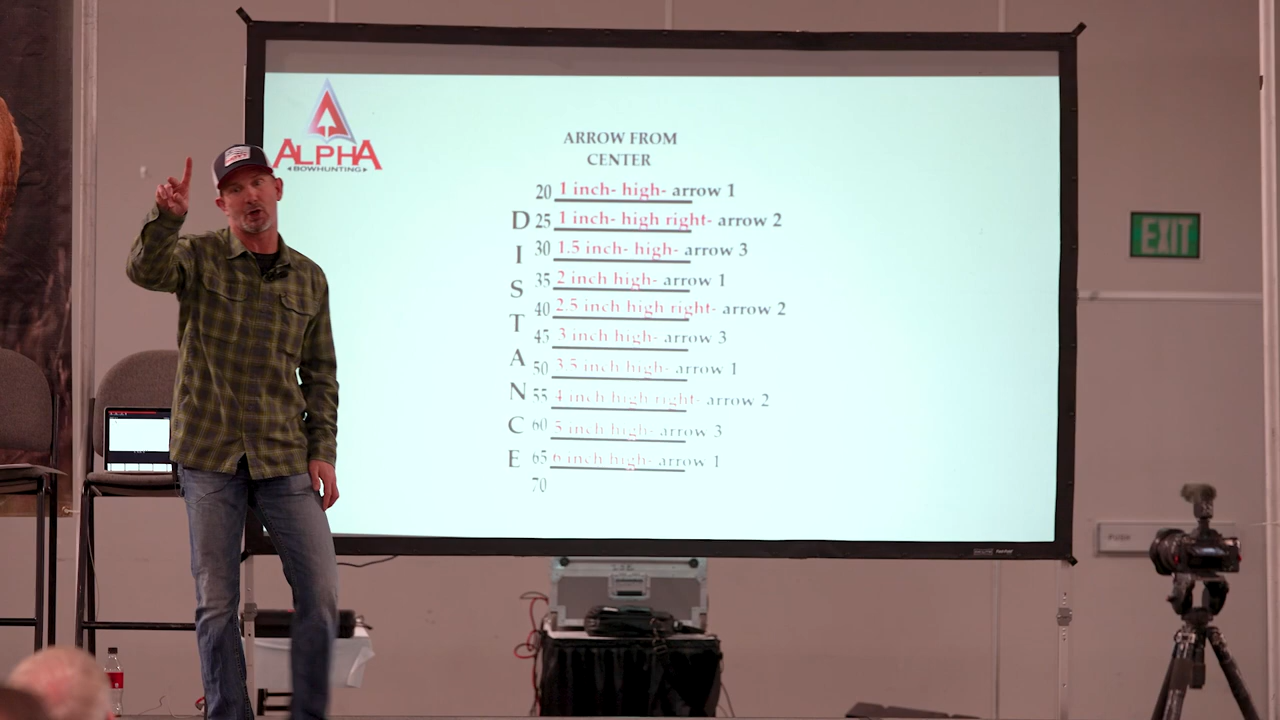 ALPHA
BOWHUNTING
ARROW FROM
CENTER
DISTANCE
20 1 inch- high- arrow 1
25 1 inch- high right- arrow 2
30 1.5 inch- high- arrow 3
35 2 inch high- arrow 1
40 2.5 inch high right- arrow 2
45 3 inch high- arrow 3
50 3.5 inch high- arrow 1
55 4 inch high right- arrow 2
60 5 inch high- arrow 3
65 6 inch high- arrow 1
70
EXIT
PUSH